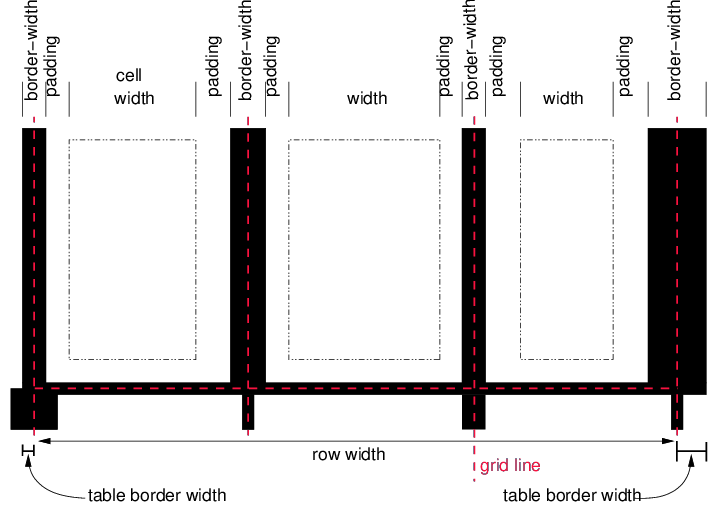 border–width
padding
cell
width
padding
border–width
padding
width
padding
border–width
padding
width
padding
border–width
row width
grid line
table border width
table border width